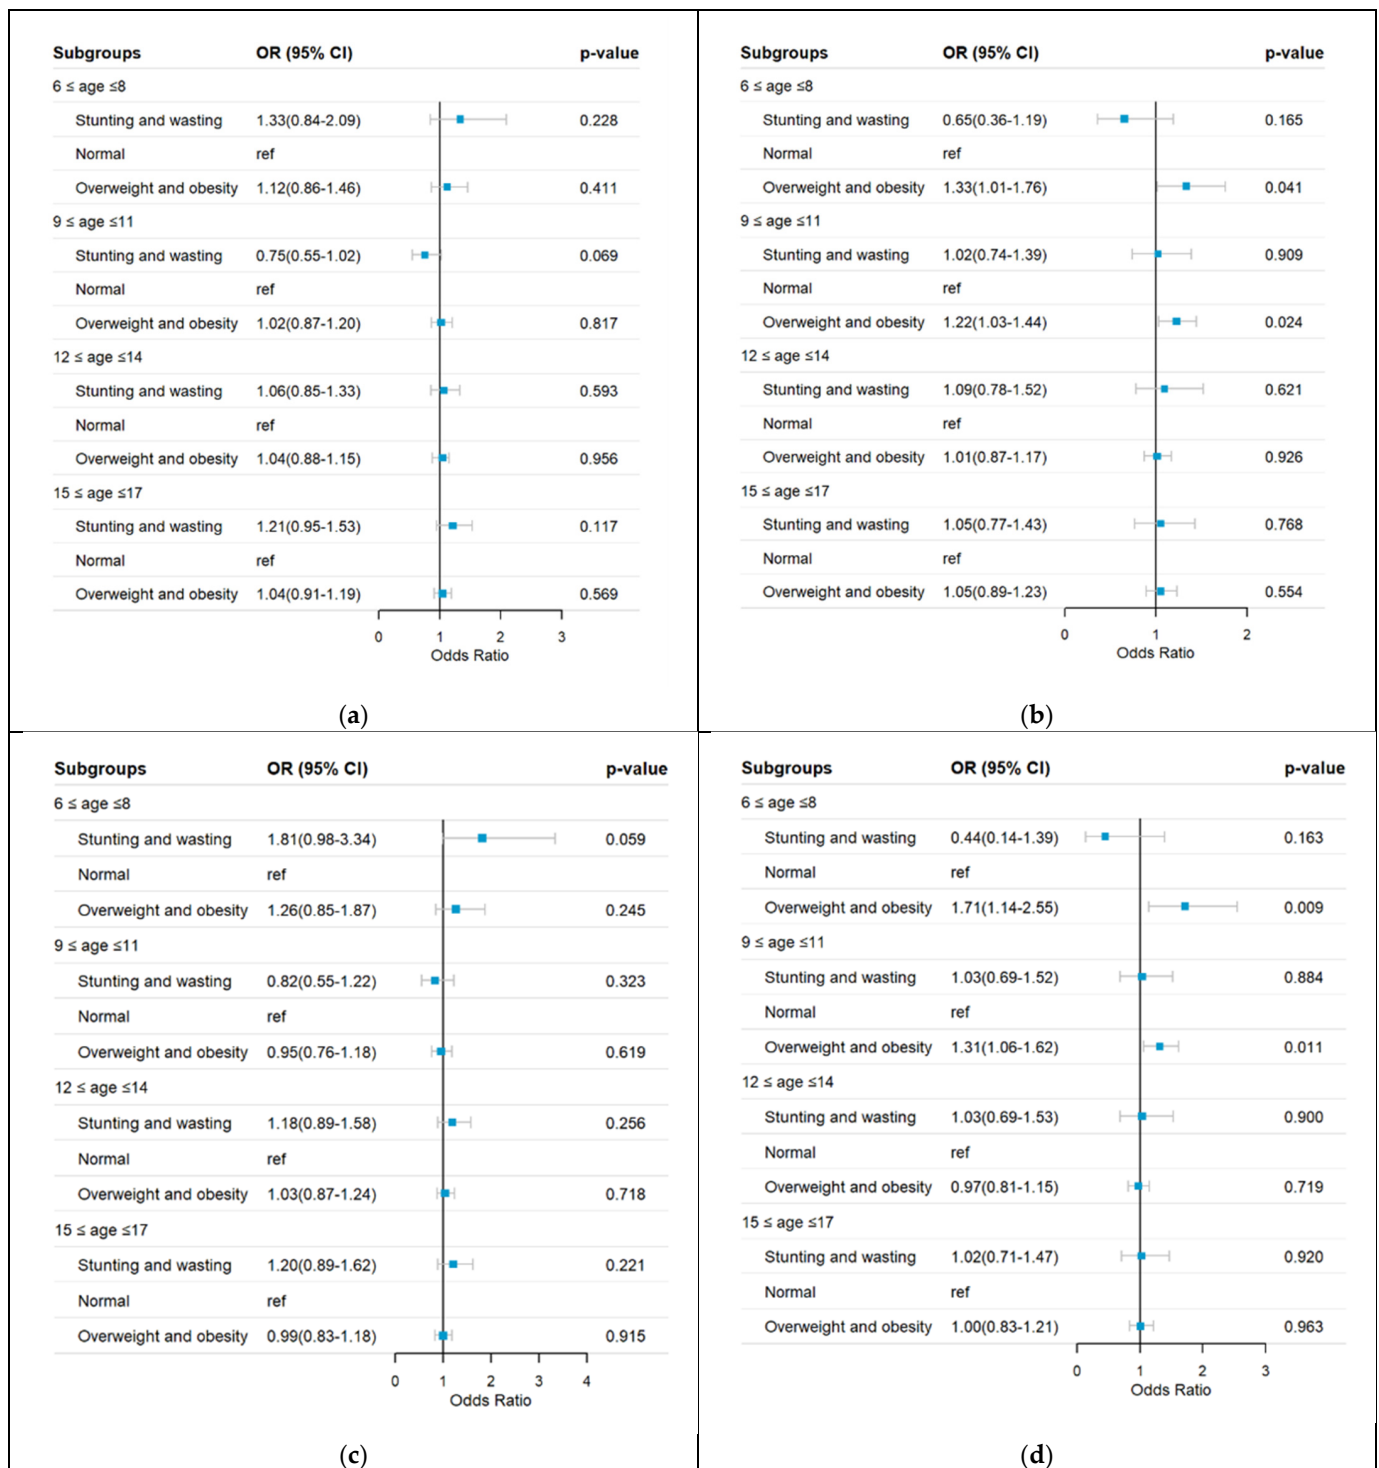 Subgroups OR (95% CI) p-value
6 ≤ age ≤8
Stunting and wasting 1.33(0.84-2.09) 0.228
Normal ref
Overweight and obesity 1.12(0.86-1.46) 0.411
9 ≤ age ≤11
Stunting and wasting 0.75(0.55-1.02) 0.069
Normal ref
Overweight and obesity 1.02(0.87-1.20) 0.817
12 ≤ age ≤14
Stunting and wasting 1.06(0.85-1.33) 0.593
Normal ref
Overweight and obesity 1.04(0.88-1.15) 0.956
15 ≤ age ≤17
Stunting and wasting 1.21(0.95-1.53) 0.117
Normal ref
Overweight and obesity 1.04(0.91-1.19) 0.569
0 1 2 3
Odds Ratio
(a)
Subgroups OR (95% CI) p-value
6 ≤ age ≤8
Stunting and wasting 0.65(0.36-1.19) 0.165
Normal ref
Overweight and obesity 1.33(1.01-1.76) 0.041
9 ≤ age ≤11
Stunting and wasting 1.02(0.74-1.39) 0.909
Normal ref
Overweight and obesity 1.22(1.03-1.44) 0.024
12 ≤ age ≤14
Stunting and wasting 1.09(0.78-1.52) 0.621
Normal ref
Overweight and obesity 1.01(0.87-1.17) 0.926
15 ≤ age ≤17
Stunting and wasting 1.05(0.77-1.43) 0.768
Normal ref
Overweight and obesity 1.05(0.89-1.23) 0.554
0 1 2
Odds Ratio
(b)
Subgroups OR (95% CI) p-value
6 ≤ age ≤8
Stunting and wasting 1.81(0.98-3.34) 0.059
Normal ref
Overweight and obesity 1.26(0.85-1.87) 0.245
9 ≤ age ≤11
Stunting and wasting 0.82(0.55-1.22) 0.323
Normal ref
Overweight and obesity 0.95(0.76-1.18) 0.619
12 ≤ age ≤14
Stunting and wasting 1.18(0.89-1.58) 0.256
Normal ref
Overweight and obesity 1.03(0.87-1.24) 0.718
15 ≤ age ≤17
Stunting and wasting 1.20(0.89-1.62) 0.221
Normal ref
Overweight and obesity 0.99(0.83-1.18) 0.915
0 1 2 3 4
Odds Ratio
(c)
Subgroups OR (95% CI) p-value
6 ≤ age ≤8
Stunting and wasting 0.44(0.14-1.39) 0.163
Normal ref
Overweight and obesity 1.71(1.14-2.55) 0.009
9 ≤ age ≤11
Stunting and wasting 1.03(0.69-1.52) 0.884
Normal ref
Overweight and obesity 1.31(1.06-1.62) 0.011
12 ≤ age ≤14
Stunting and wasting 1.03(0.69-1.53) 0.900
Normal ref
Overweight and obesity 0.97(0.81-1.15) 0.719
15 ≤ age ≤17
Stunting and wasting 1.02(0.71-1.47) 0.920
Normal ref
Overweight and obesity 1.00(0.83-1.21) 0.963
0 1 2 3
Odds Ratio
(d)